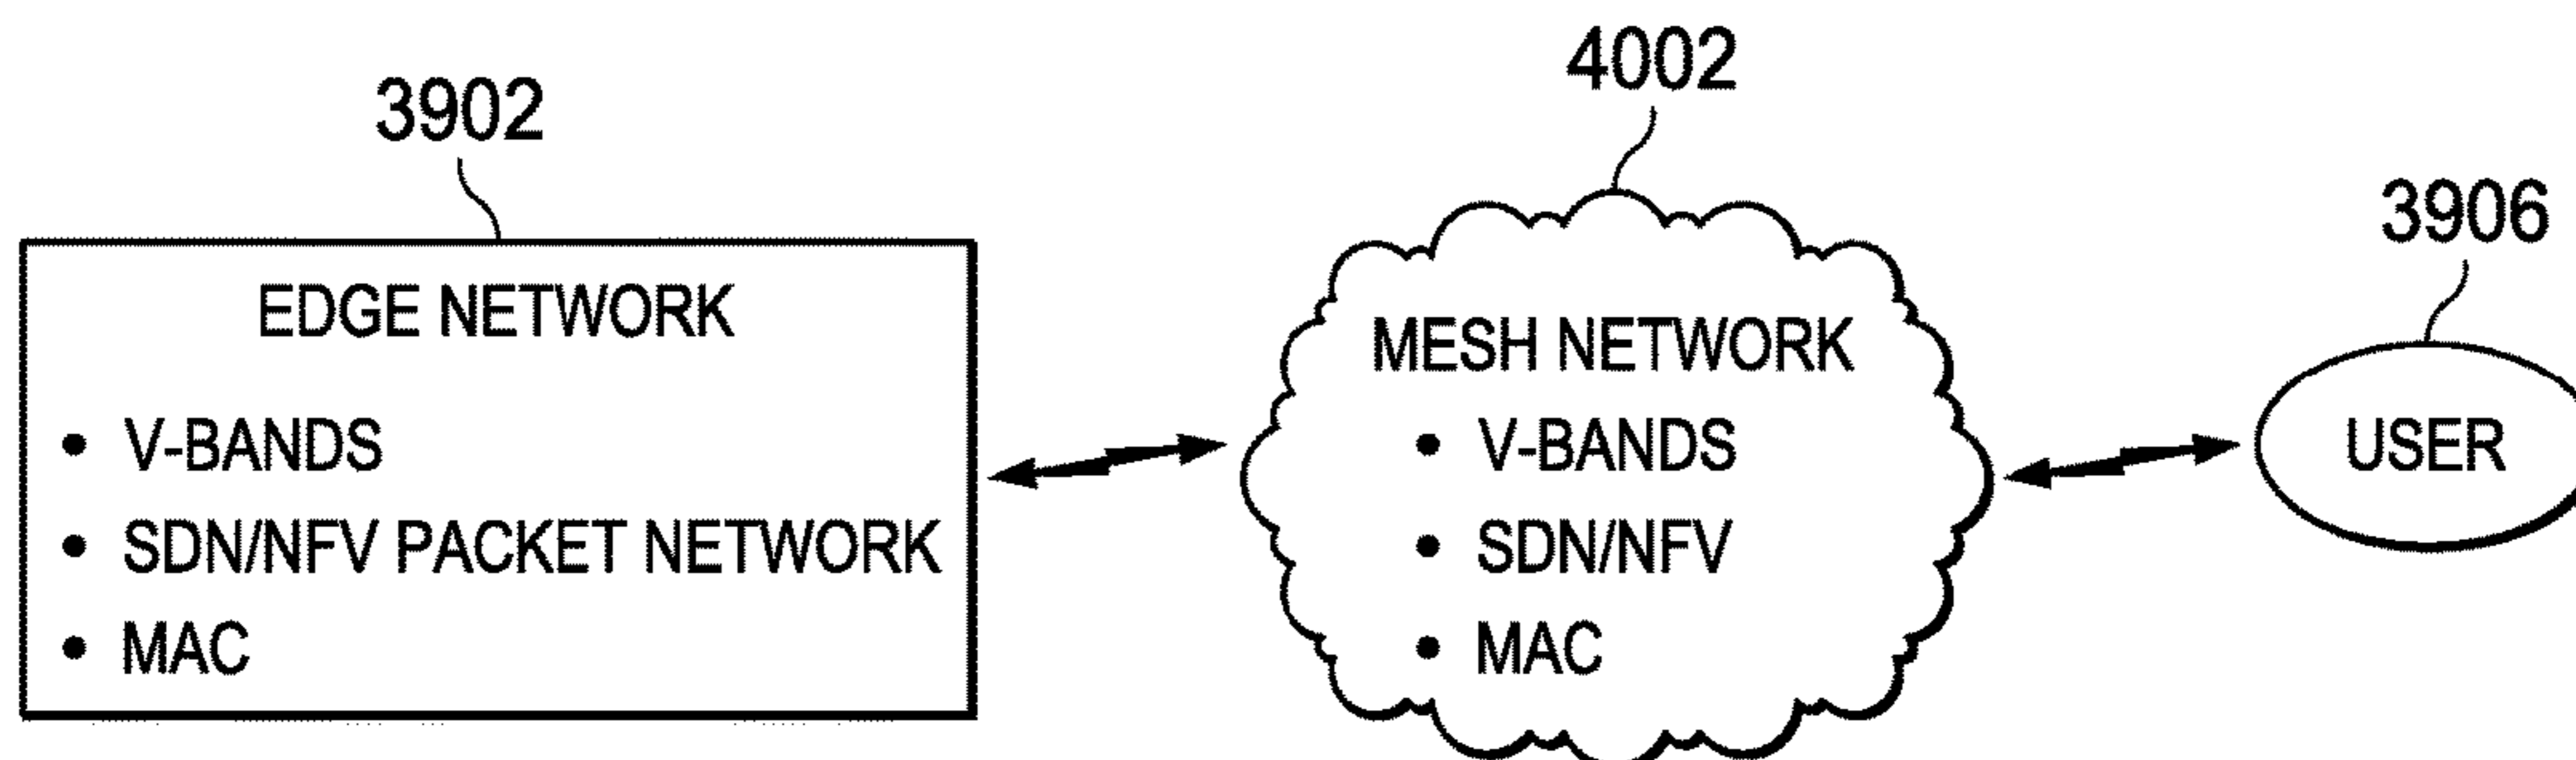 3902
4002
3906
EDGE NETWORK
• V-BANDS
• SDN/NFV PACKET NETWORK
• MAC
MESH NETWORK
• V-BANDS
• SDN/NFV
• MAC
USER